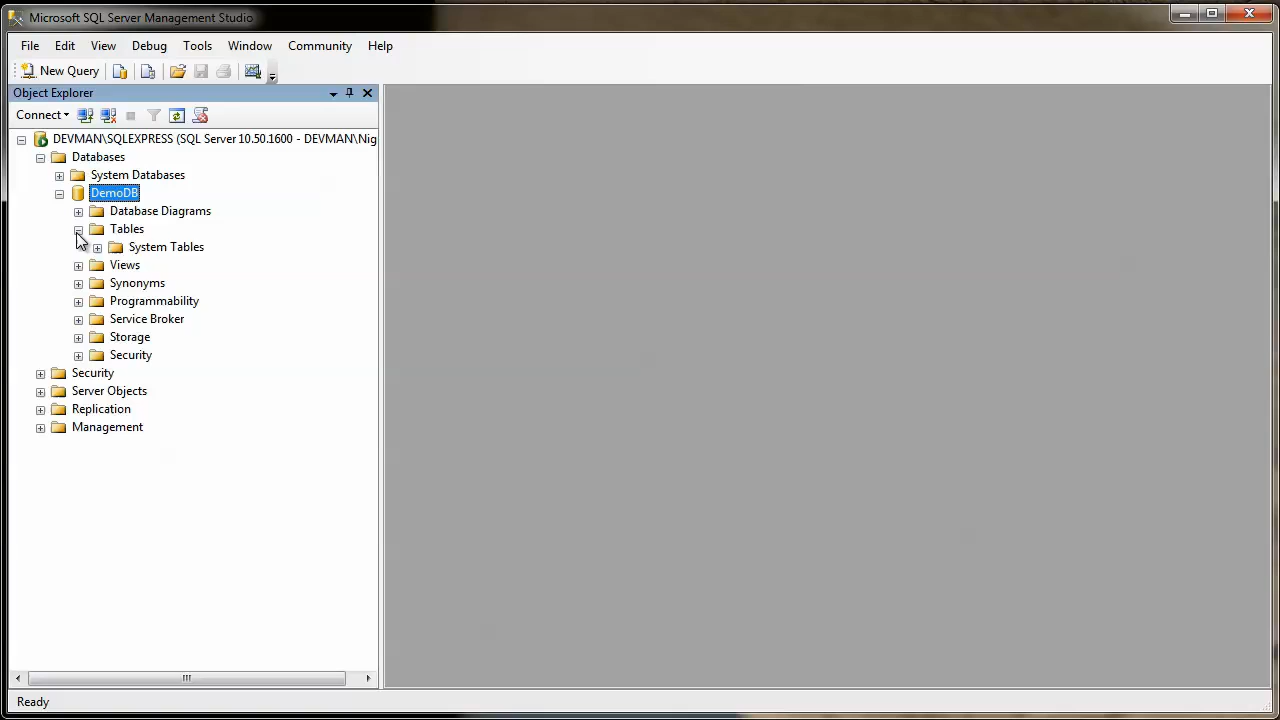 Microsoft SQL Server Management Studio
File Edit View Debug Tools Window Community Help
New Query
Object Explorer
Connect
DEVMAN\SQLEXPRESS (SQL Server 10.50.1600 - DEVMAN\Nig
Databases
System Databases
DemoDB
Database Diagrams
Tables
System Tables
Views
Synonyms
Programmability
Service Broker
Storage
Security
Security
Server Objects
Replication
Management
Ready